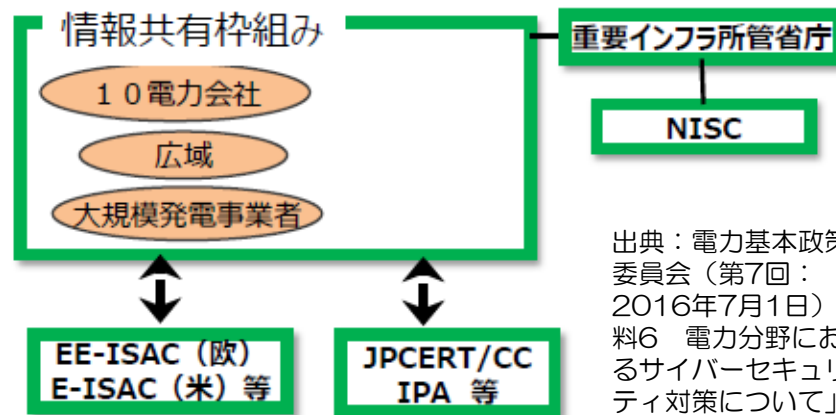 情報共有枠組み
10電力会社
広域
大規模発電事業者
重要インフラ所管省庁
NISC
EE-ISAC（欧）
E-ISAC（米）等
JPCERT/CC
IPA 等
出典：電力基本政策
委員会（第7回：
2016年7月1日）
料6 電力分野にお
るサイバーセキュリ
ティ対策について」